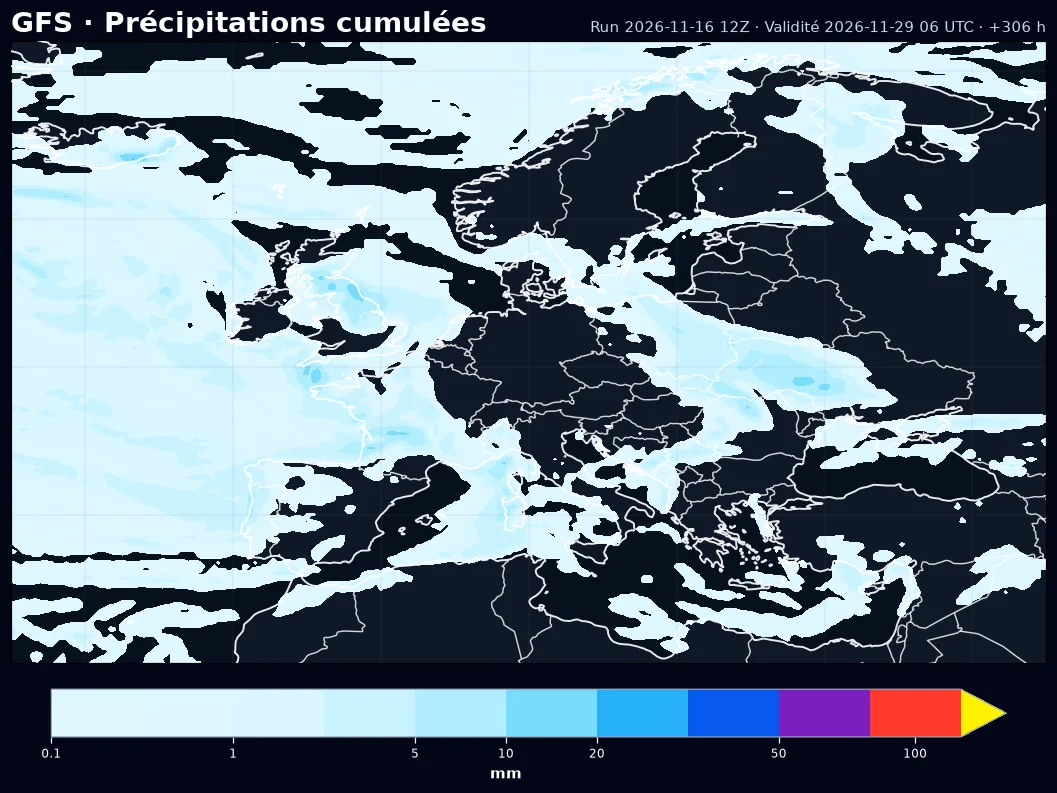 GFS · Précipitations cumulées
Run 2026-11-16 12Z · Validité 2026-11-29 06 UTC · +306 h
0.1 1 5 10 20 50 100
mm